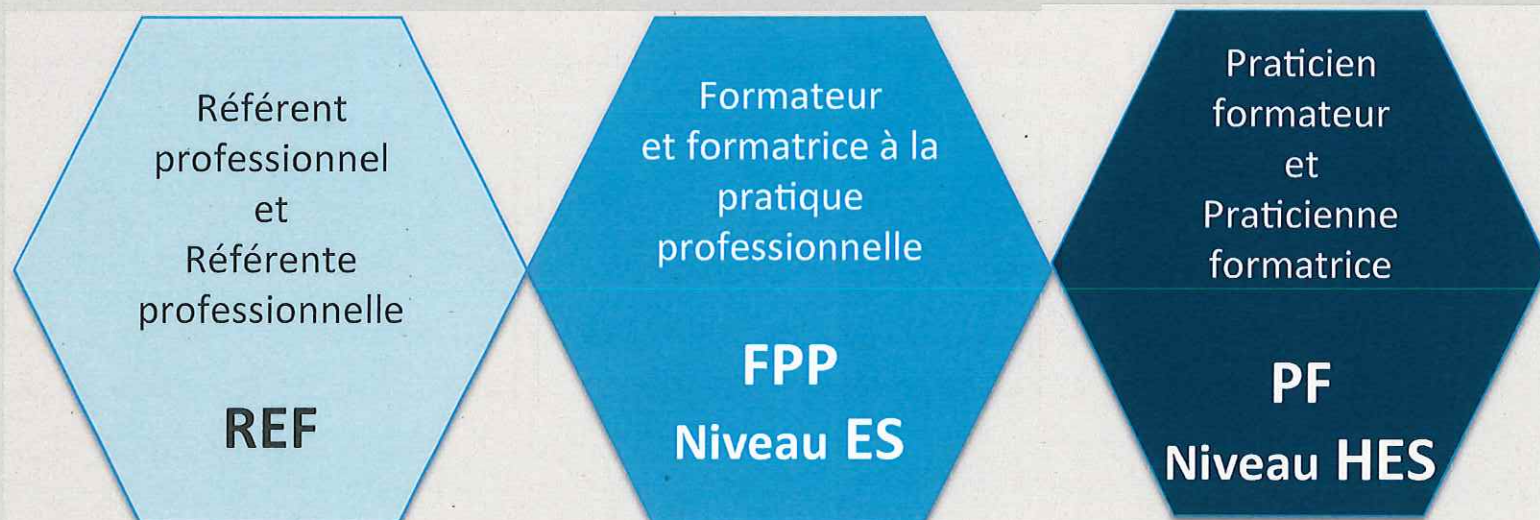 Référent
professionnel
et
Référente
professionnelle
REF
Formateur
et formatrice à la
pratique
professionnelle
FPP
Niveau ES
Praticien
formateur
et
Praticienne
formatrice
PF
Niveau HES